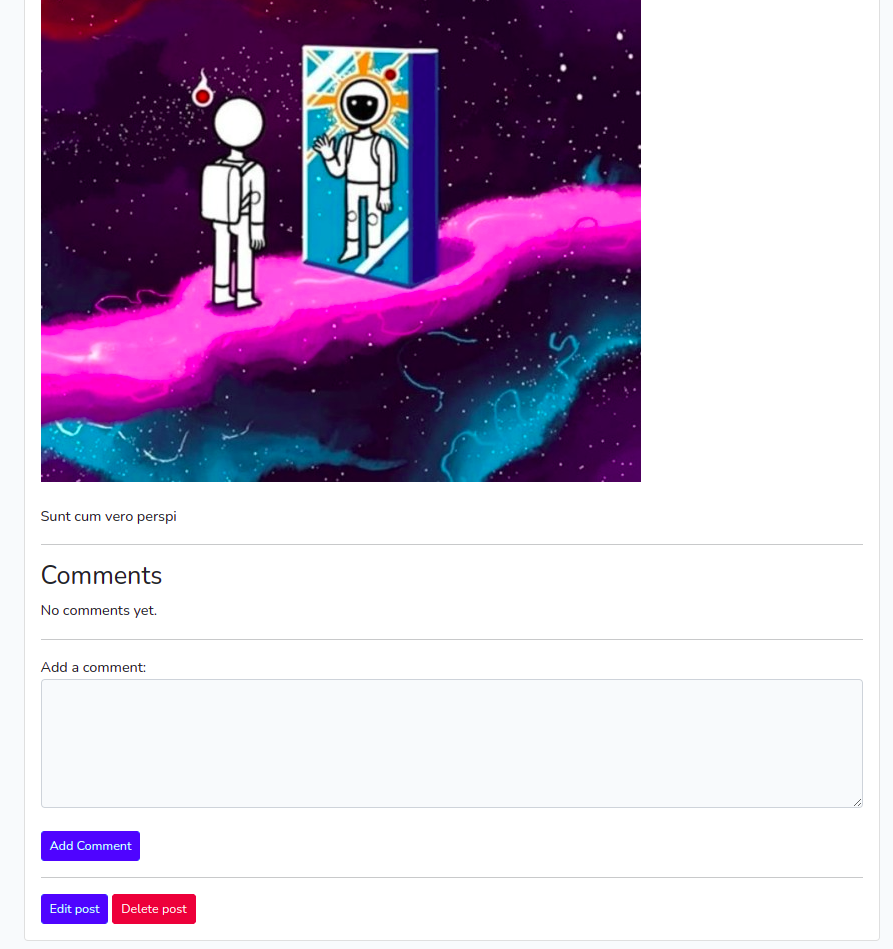 Sunt cum vero perspi
Comments
No comments yet.
Add a comment:
Add Comment
Edit post Delete post